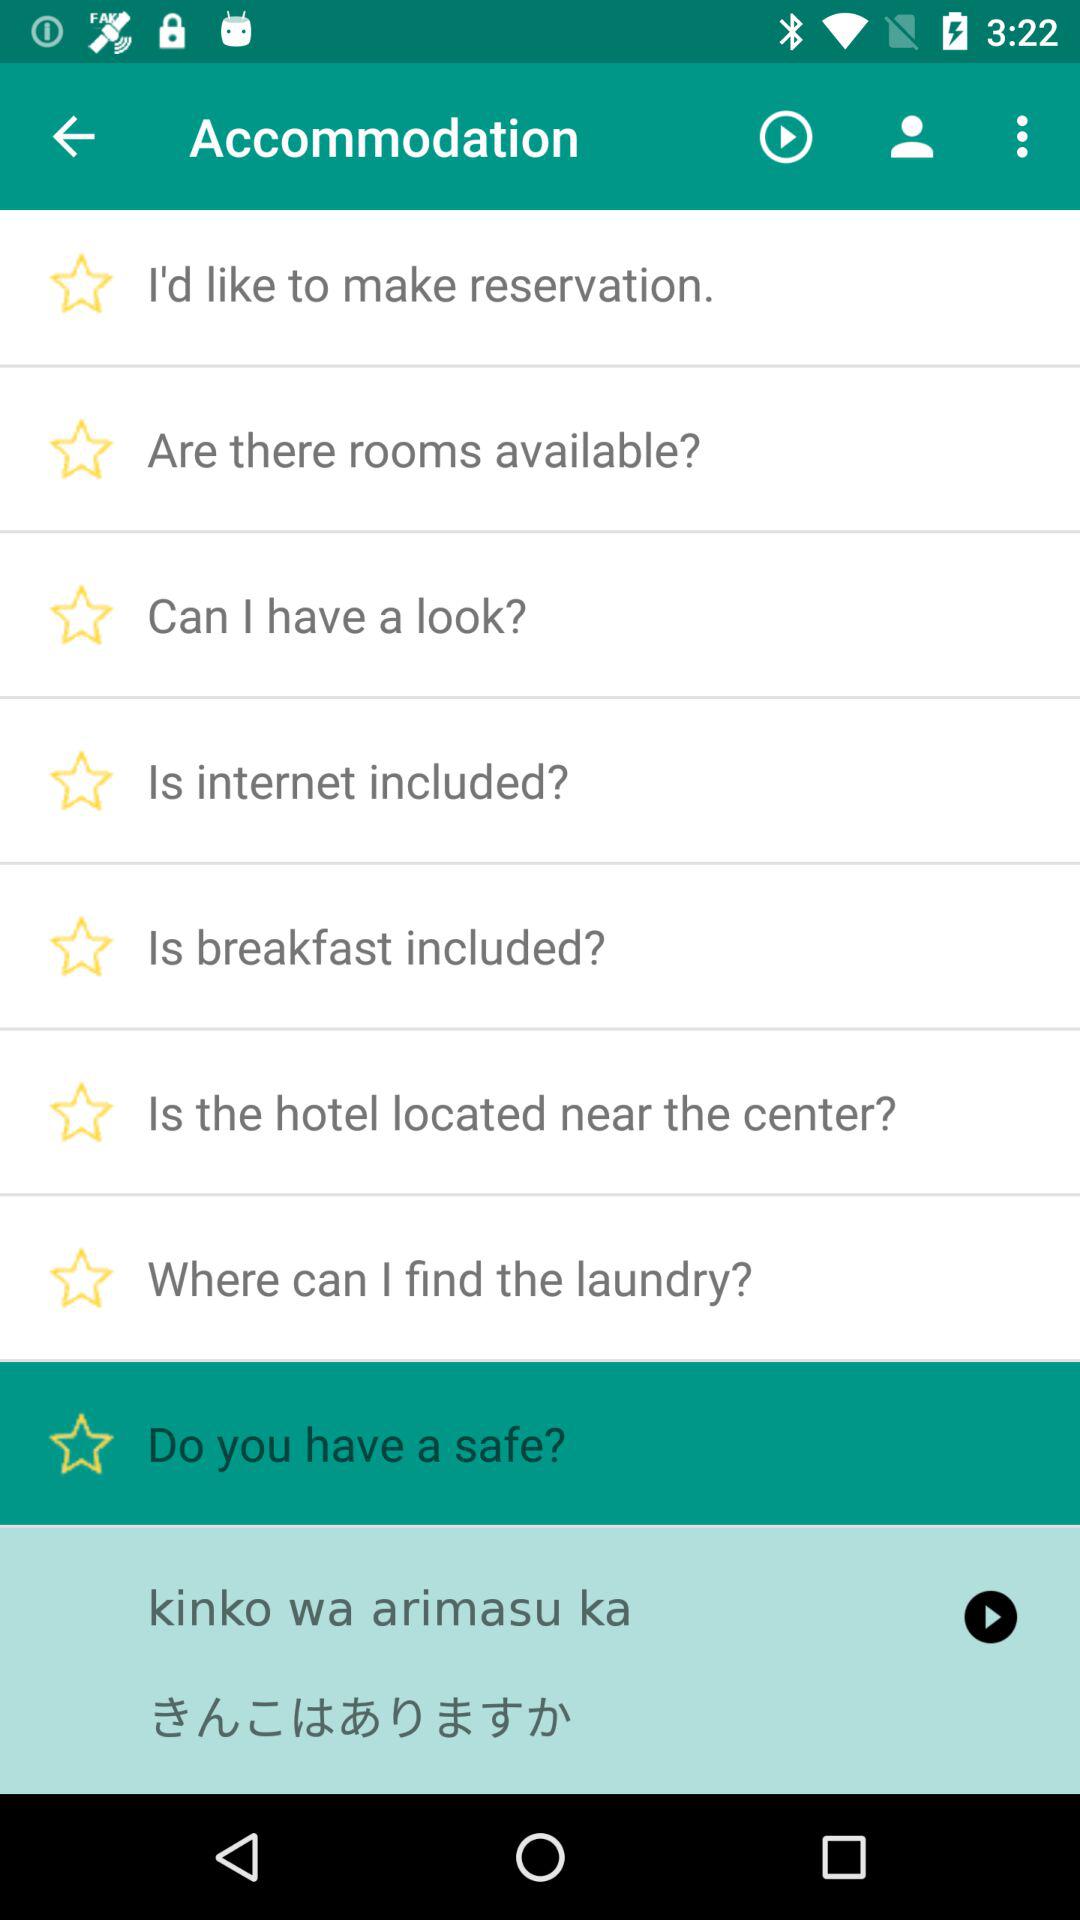 FAKE
3:22
Accommodation
I'd like to make reservation.
Are there rooms available?
Can I have a look?
Is internet included?
Is breakfast included?
Is the hotel located near the center?
Where can I find the laundry?
Do you have a safe?
kinko wa arimasu ka
きんこはありますか